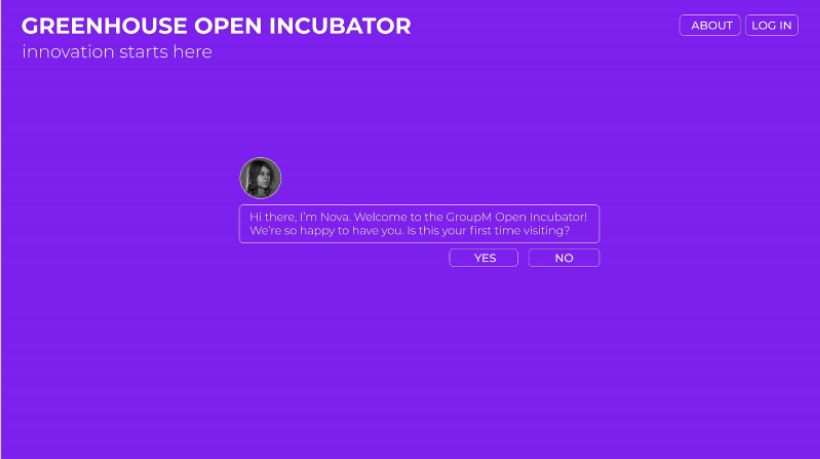 GREENHOUSE OPEN INCUBATOR
innovation starts here
ABOUT
LOG IN
Hi there, I'm Nova. Welcome to the GroupM Open Incubator!
We're so happy to have you. Is this your first time visiting?
YES
NO